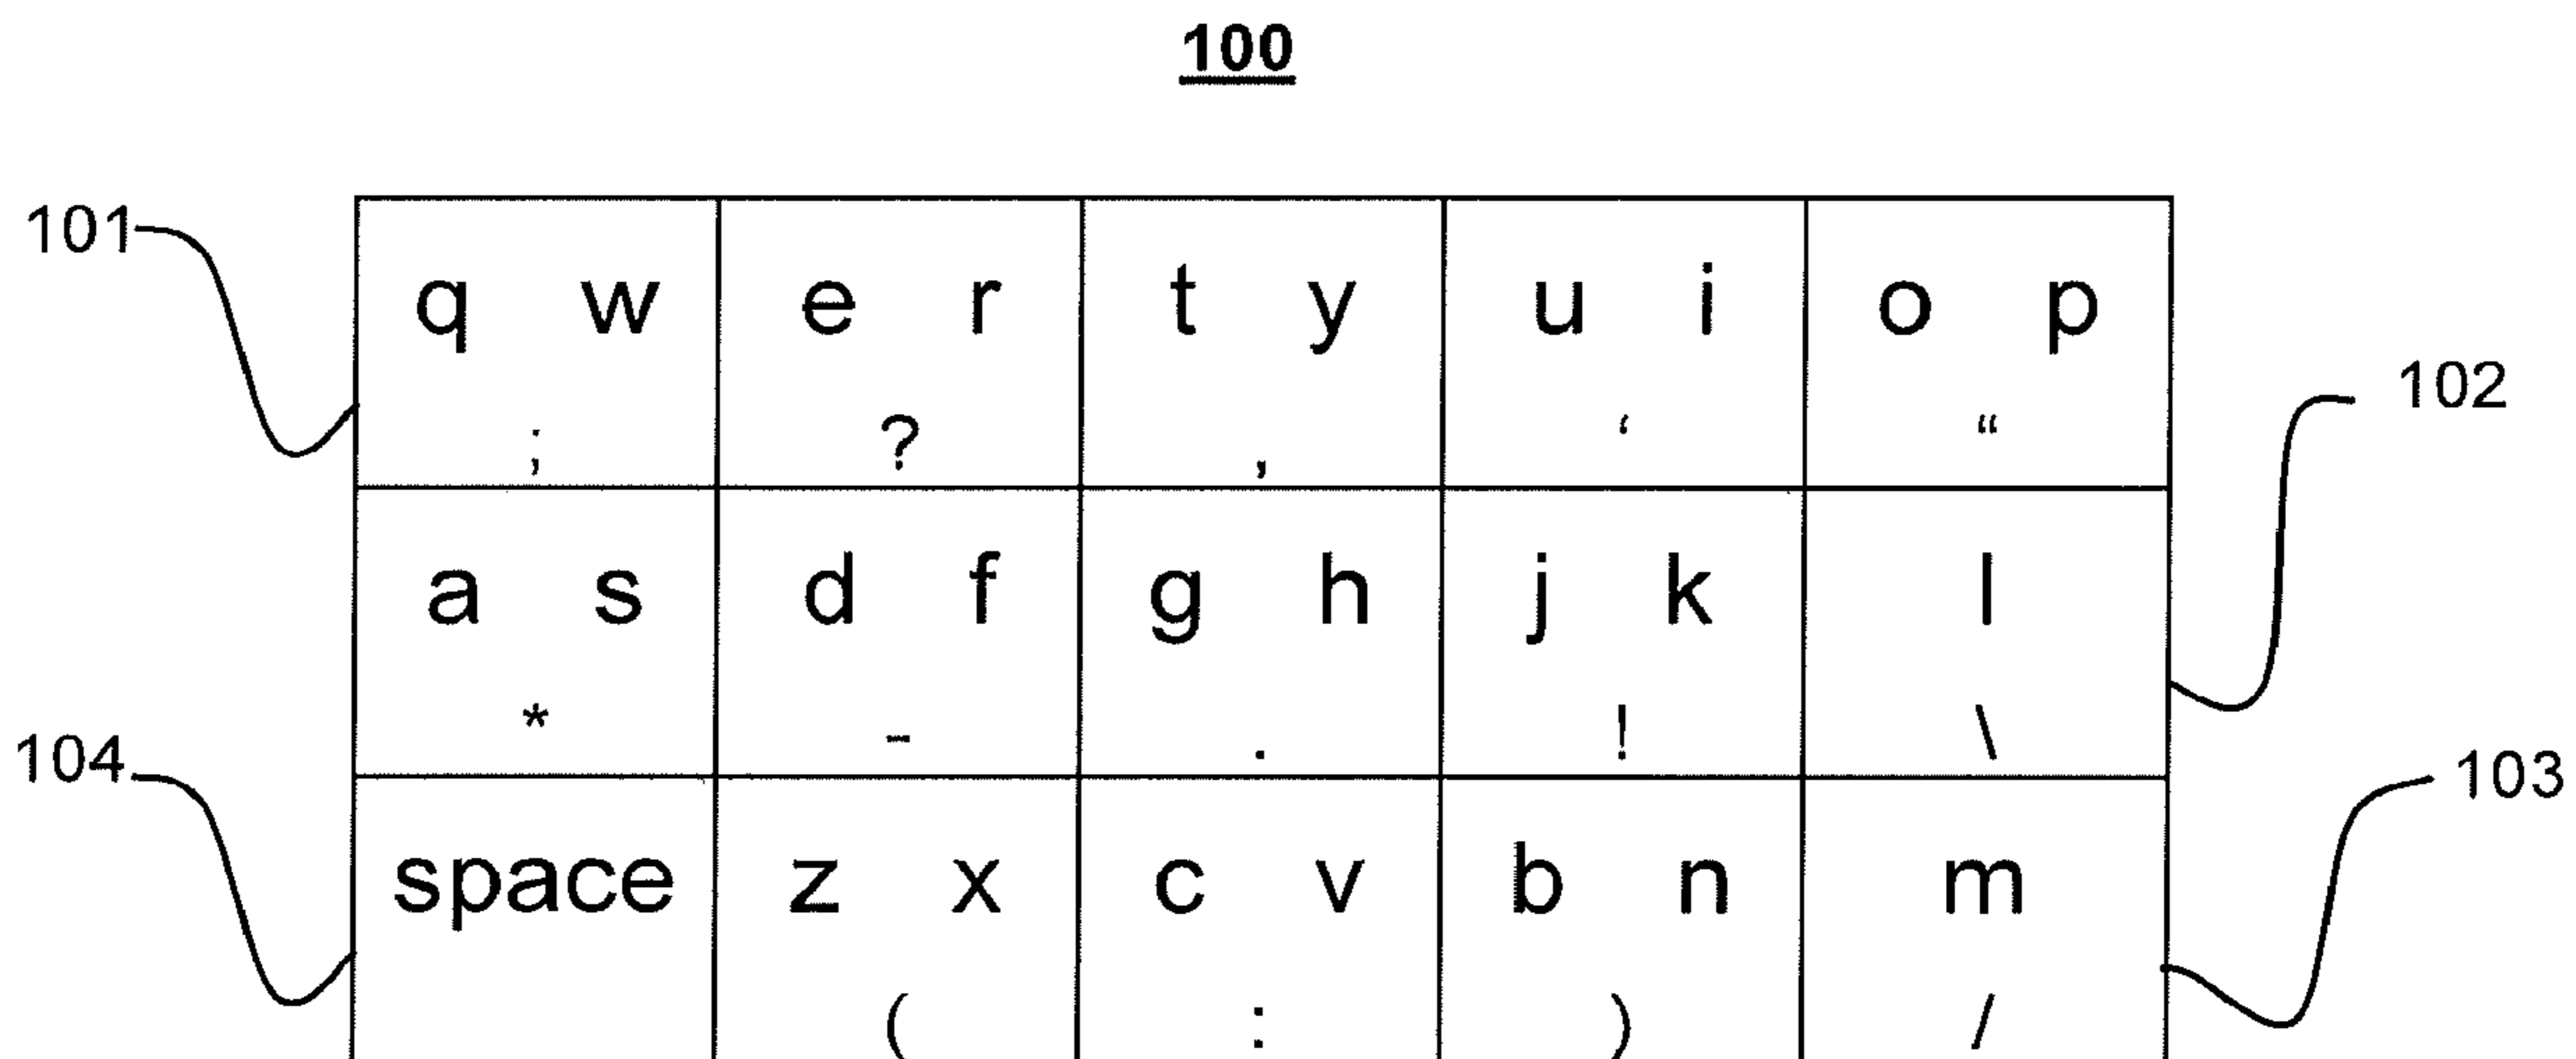 100
101
q w e r t y u i o p
102
; ? , ‘ “
a s d f g h j k l
* - . ! \
104
103
space z x c v b n m
( : ) /